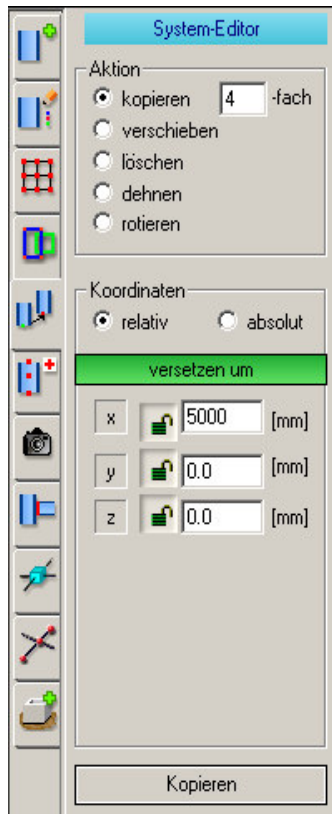 System-Editor
Aktion
kopieren 4 -fach
verschieben
löschen
dehnen
rotieren
Koordinaten
relativ absolut
versetzen um
x 5000 [mm]
y 0.0 [mm]
z 0.0 [mm]
Kopieren